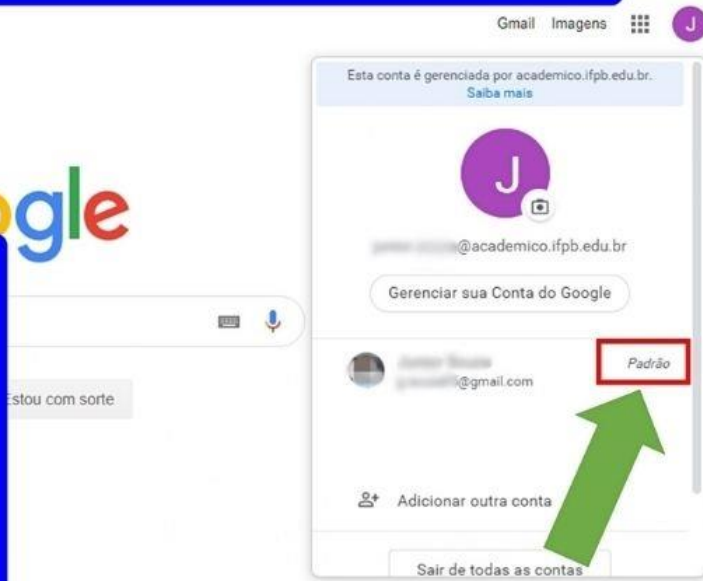 Gmail Imagens
J
Esta conta é gerenciada por academico.ifpb.edu.br.
Saiba mais
J
@academico.ifpb.edu.br
Gerenciar sua Conta do Google
@gmail.com
Padrão
Adicionar outra conta
Sair de todas as contas
ogle
Estou com sorte